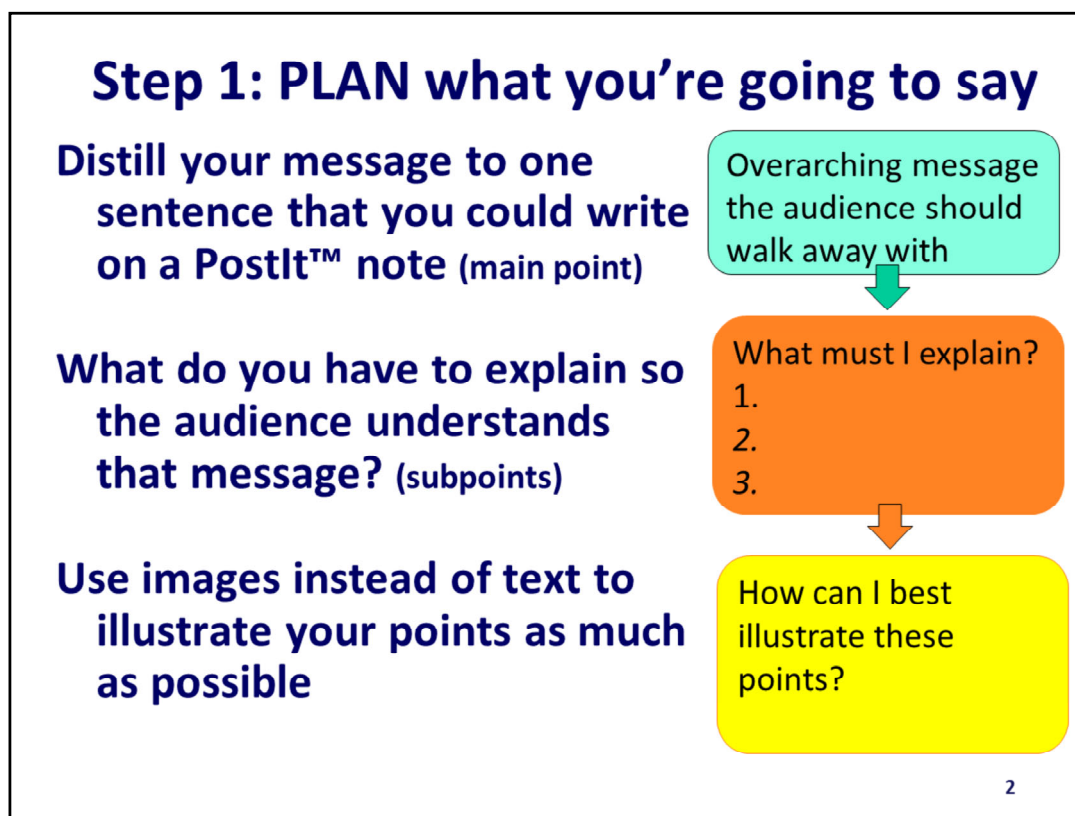 Step 1: PLAN what you’re going to say
Distill your message to one
sentence that you could write
on a PostIt™ note (main point)
What do you have to explain so
the audience understands
that message? (subpoints)
Use images instead of text to
illustrate your points as much
as possible
Overarching message
the audience should
walk away with
What must I explain?
1.
2.
3.
How can I best
illustrate these
points?
2